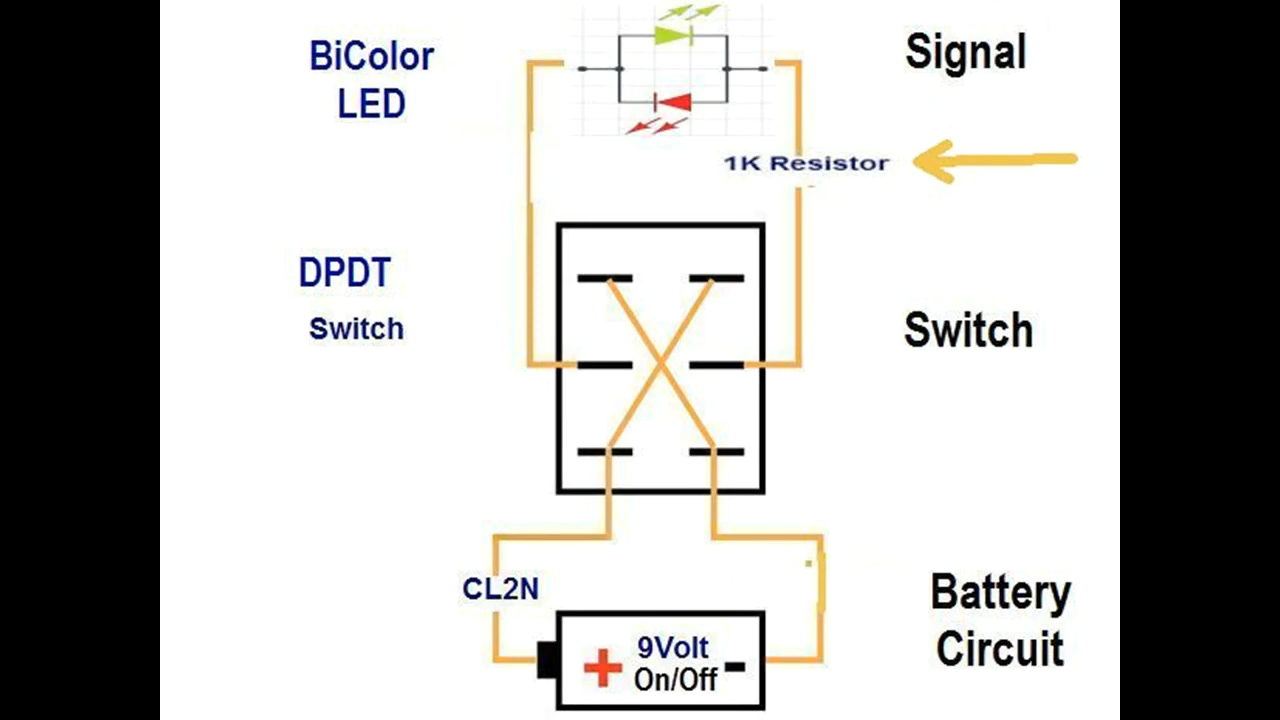 BiColor
LED
Signal
1K Resistor
DPDT
Switch
Switch
CL2N
9Volt
On/Off
Battery
Circuit